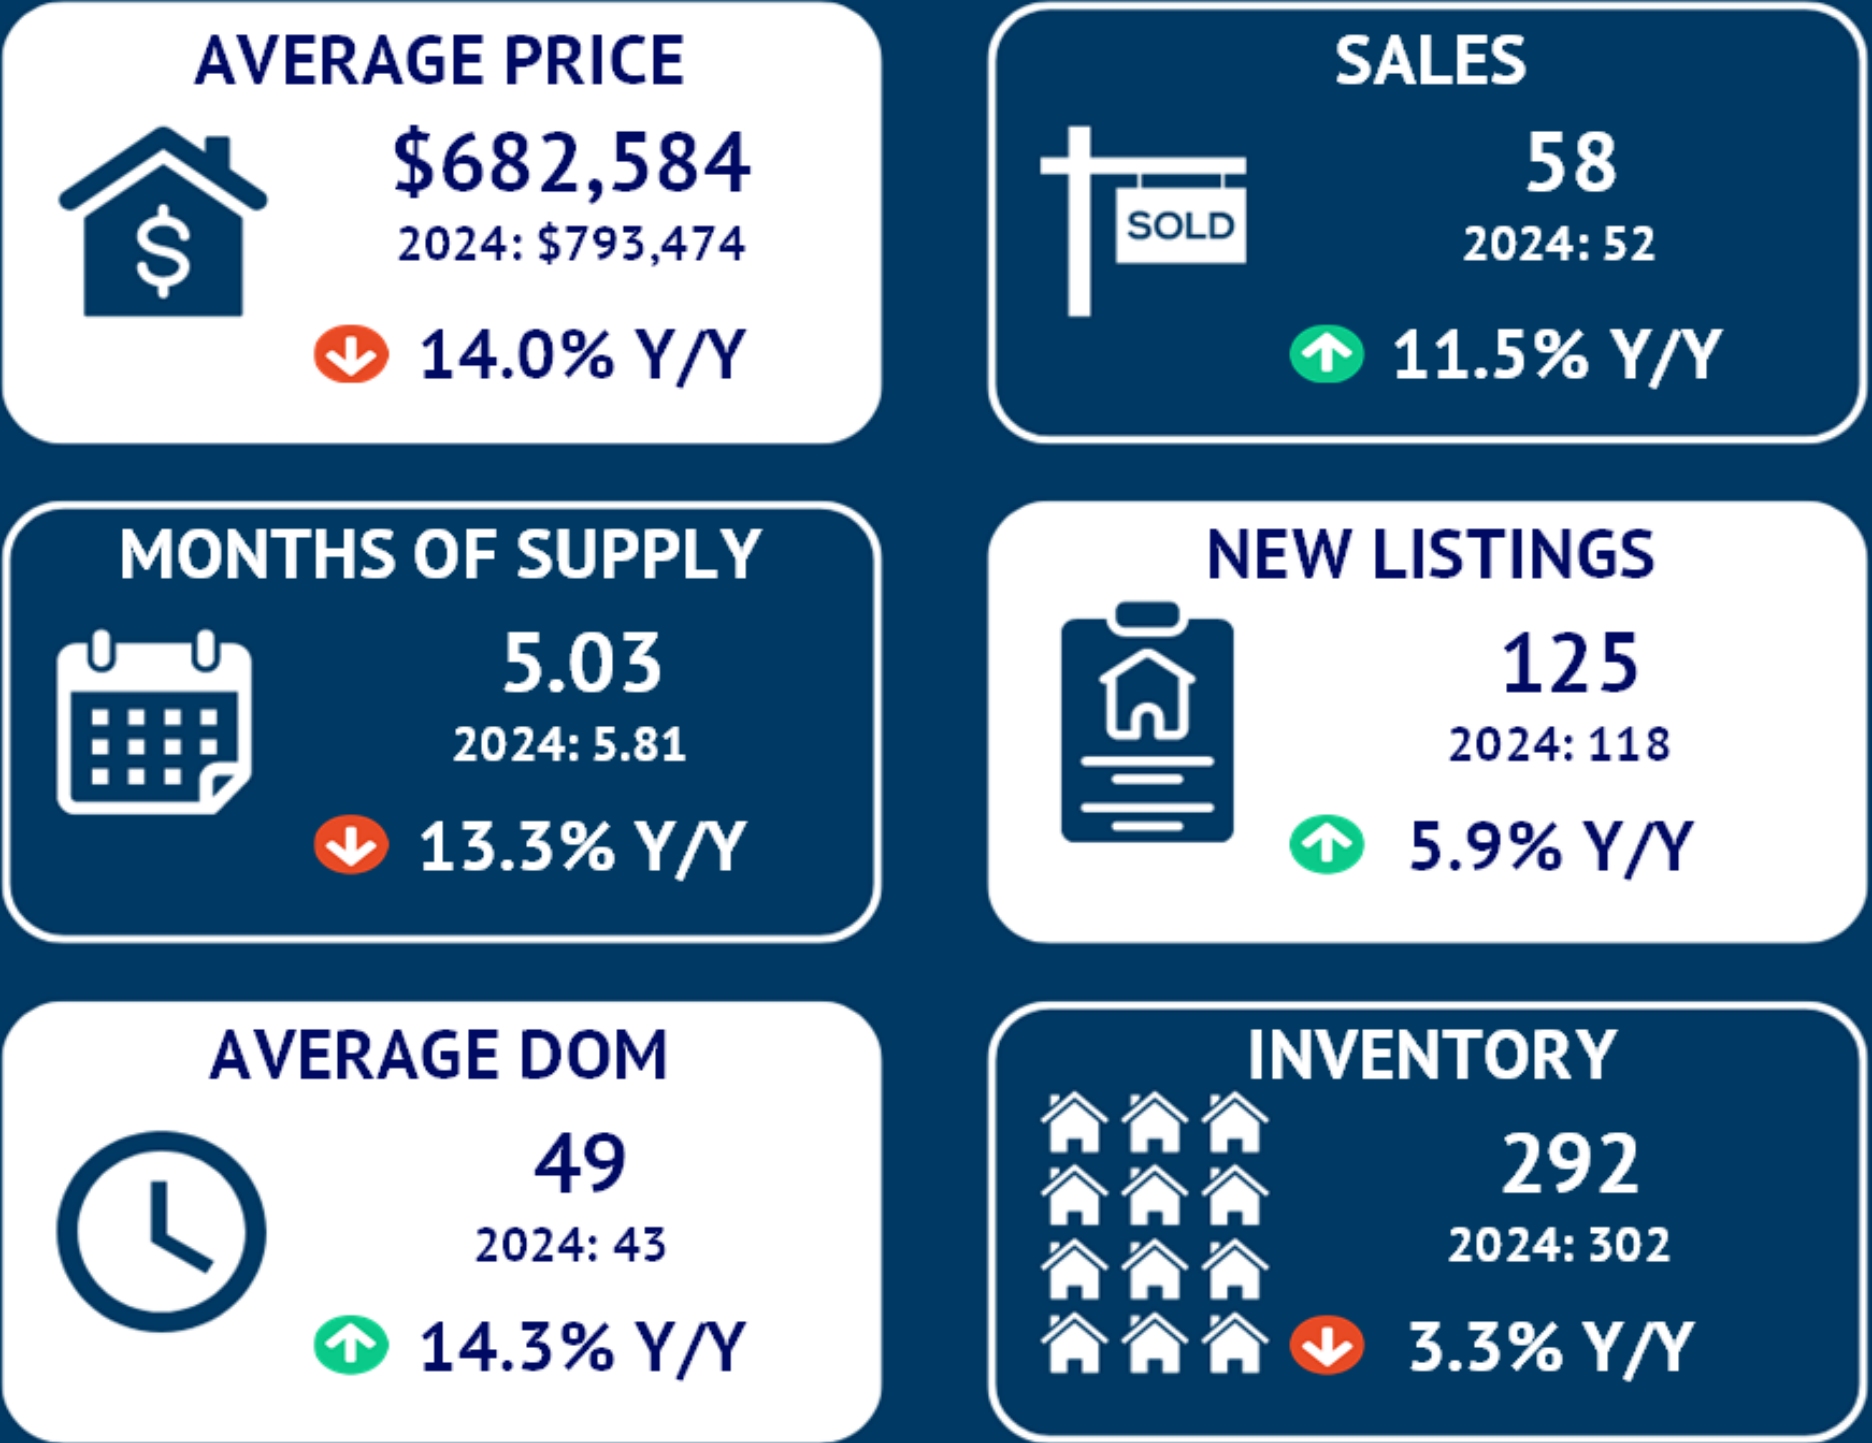 AVERAGE PRICE
$682,584
2024: $793,474
14.0% Y/Y
SALES
SOLD
58
2024: 52
11.5% Y/Y
MONTHS OF SUPPLY
5.03
2024: 5.81
13.3% Y/Y
NEW LISTINGS
125
2024: 118
5.9% Y/Y
AVERAGE DOM
49
2024: 43
14.3% Y/Y
INVENTORY
292
2024: 302
3.3% Y/Y